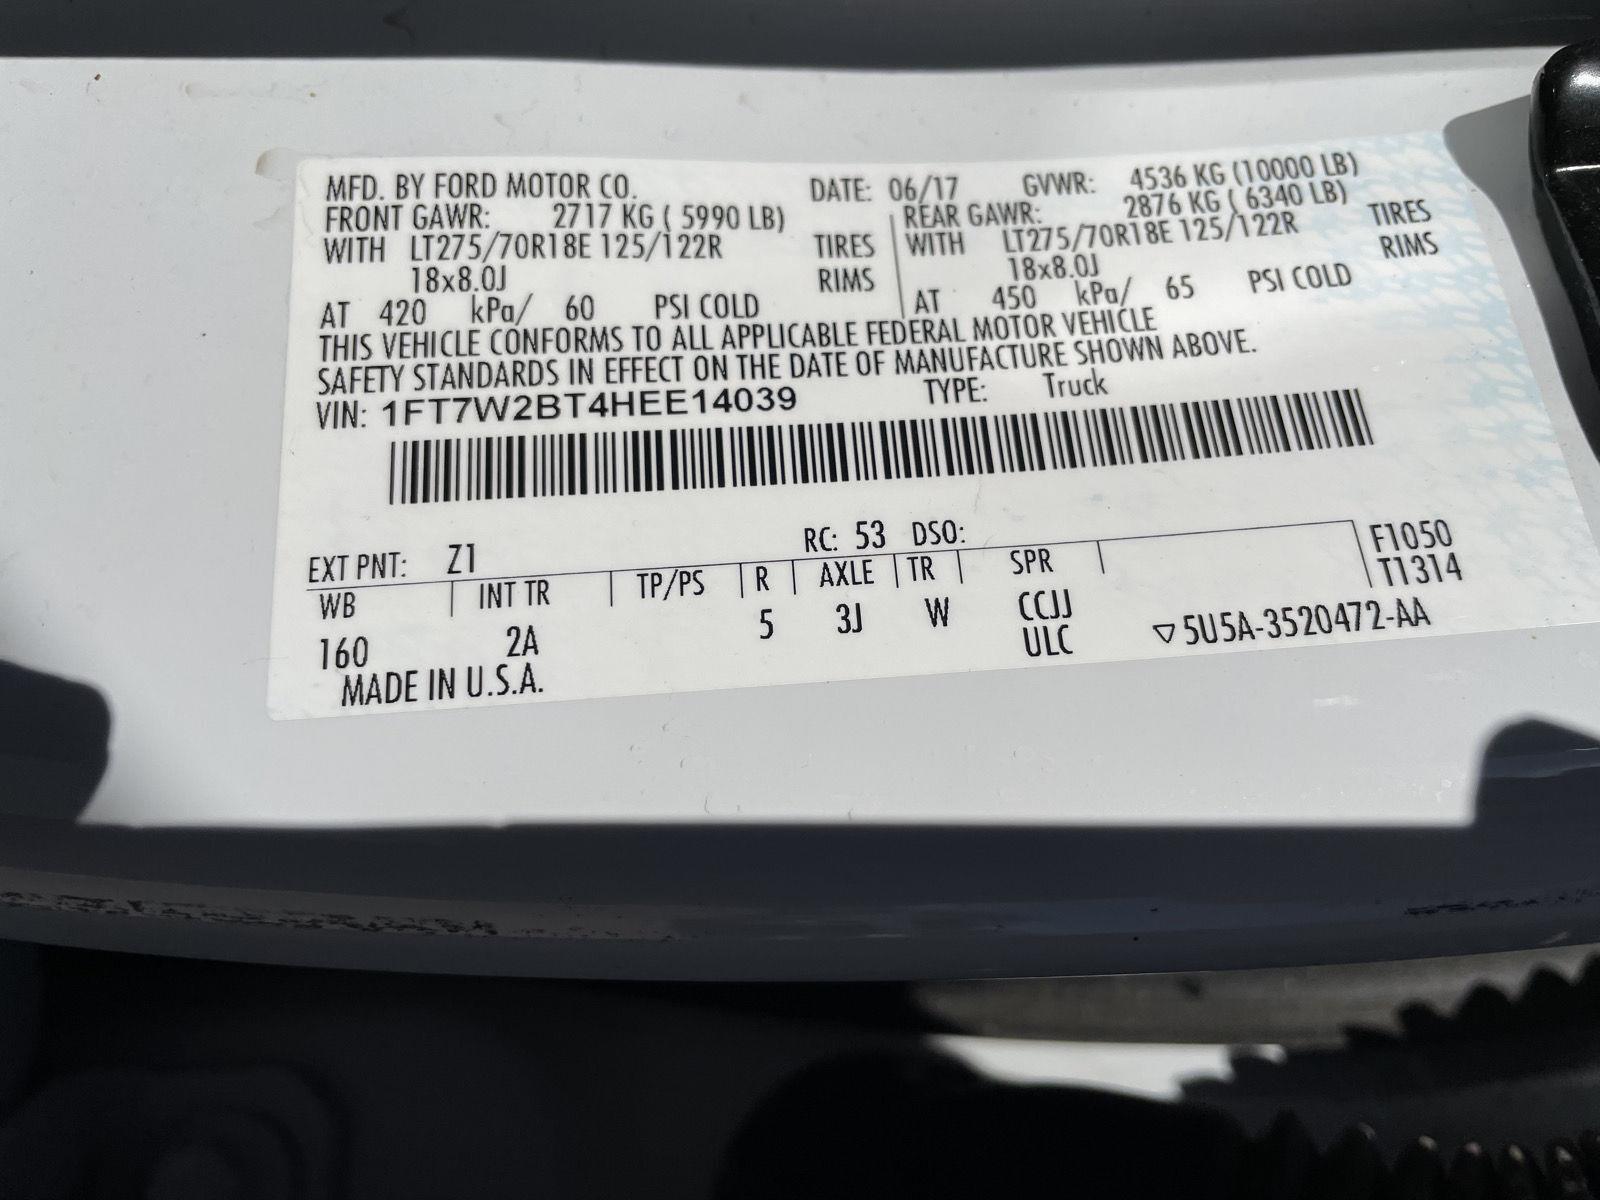 MFD. BY FORD MOTOR CO. DATE: 06/17 GVWR: 4536 KG (10000 LB)
FRONT GAWR: 2717 KG ( 5990 LB) REAR GAWR: 2876 KG ( 6340 LB)
WITH LT275/70R18E 125/122R TIRES WITH LT275/70R18E 125/122R TIRES
18x8.0J RIMS 18x8.0J RIMS
AT 420 kPa/ 60 PSI COLD AT 450 kPa/ 65 PSI COLD
THIS VEHICLE CONFORMS TO ALL APPLICABLE FEDERAL MOTOR VEHICLE
SAFETY STANDARDS IN EFFECT ON THE DATE OF MANUFACTURE SHOWN ABOVE.
VIN: 1FT7W2BT4HEE14039 TYPE: Truck
EXT PNT: Z1 RC: 53 DSO: F1050
WB INT TR TP/PS R AXLE TR SPR T1314
160 2A 5 3J W CCJJ
ULC ▽5U5A-3520472-AA
MADE IN U.S.A.